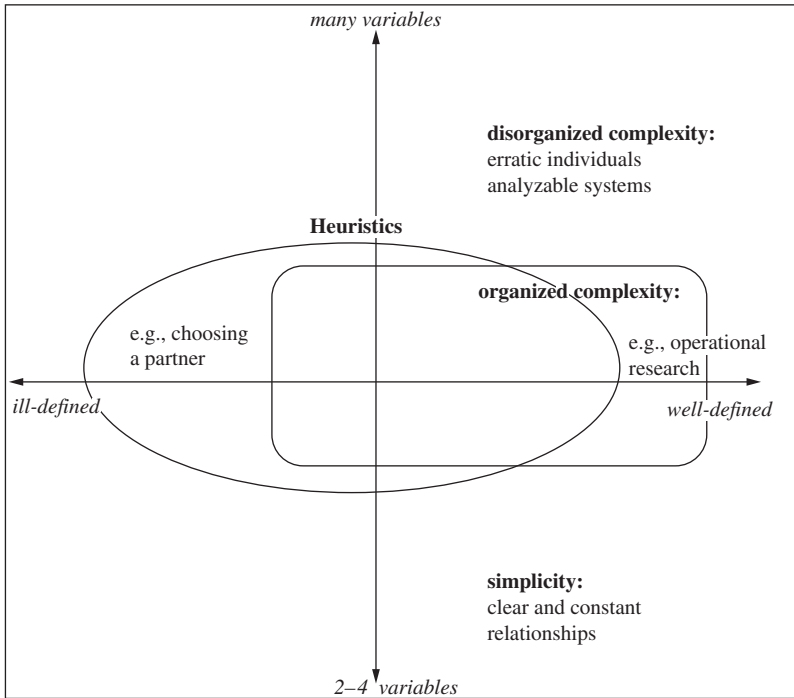 many variables
disorganized complexity:
erratic individuals
analyzable systems
Heuristics
organized complexity:
e.g., choosing
a partner
e.g., operational
research
ill-defined
well-defined
simplicity:
clear and constant
relationships
2–4 variables